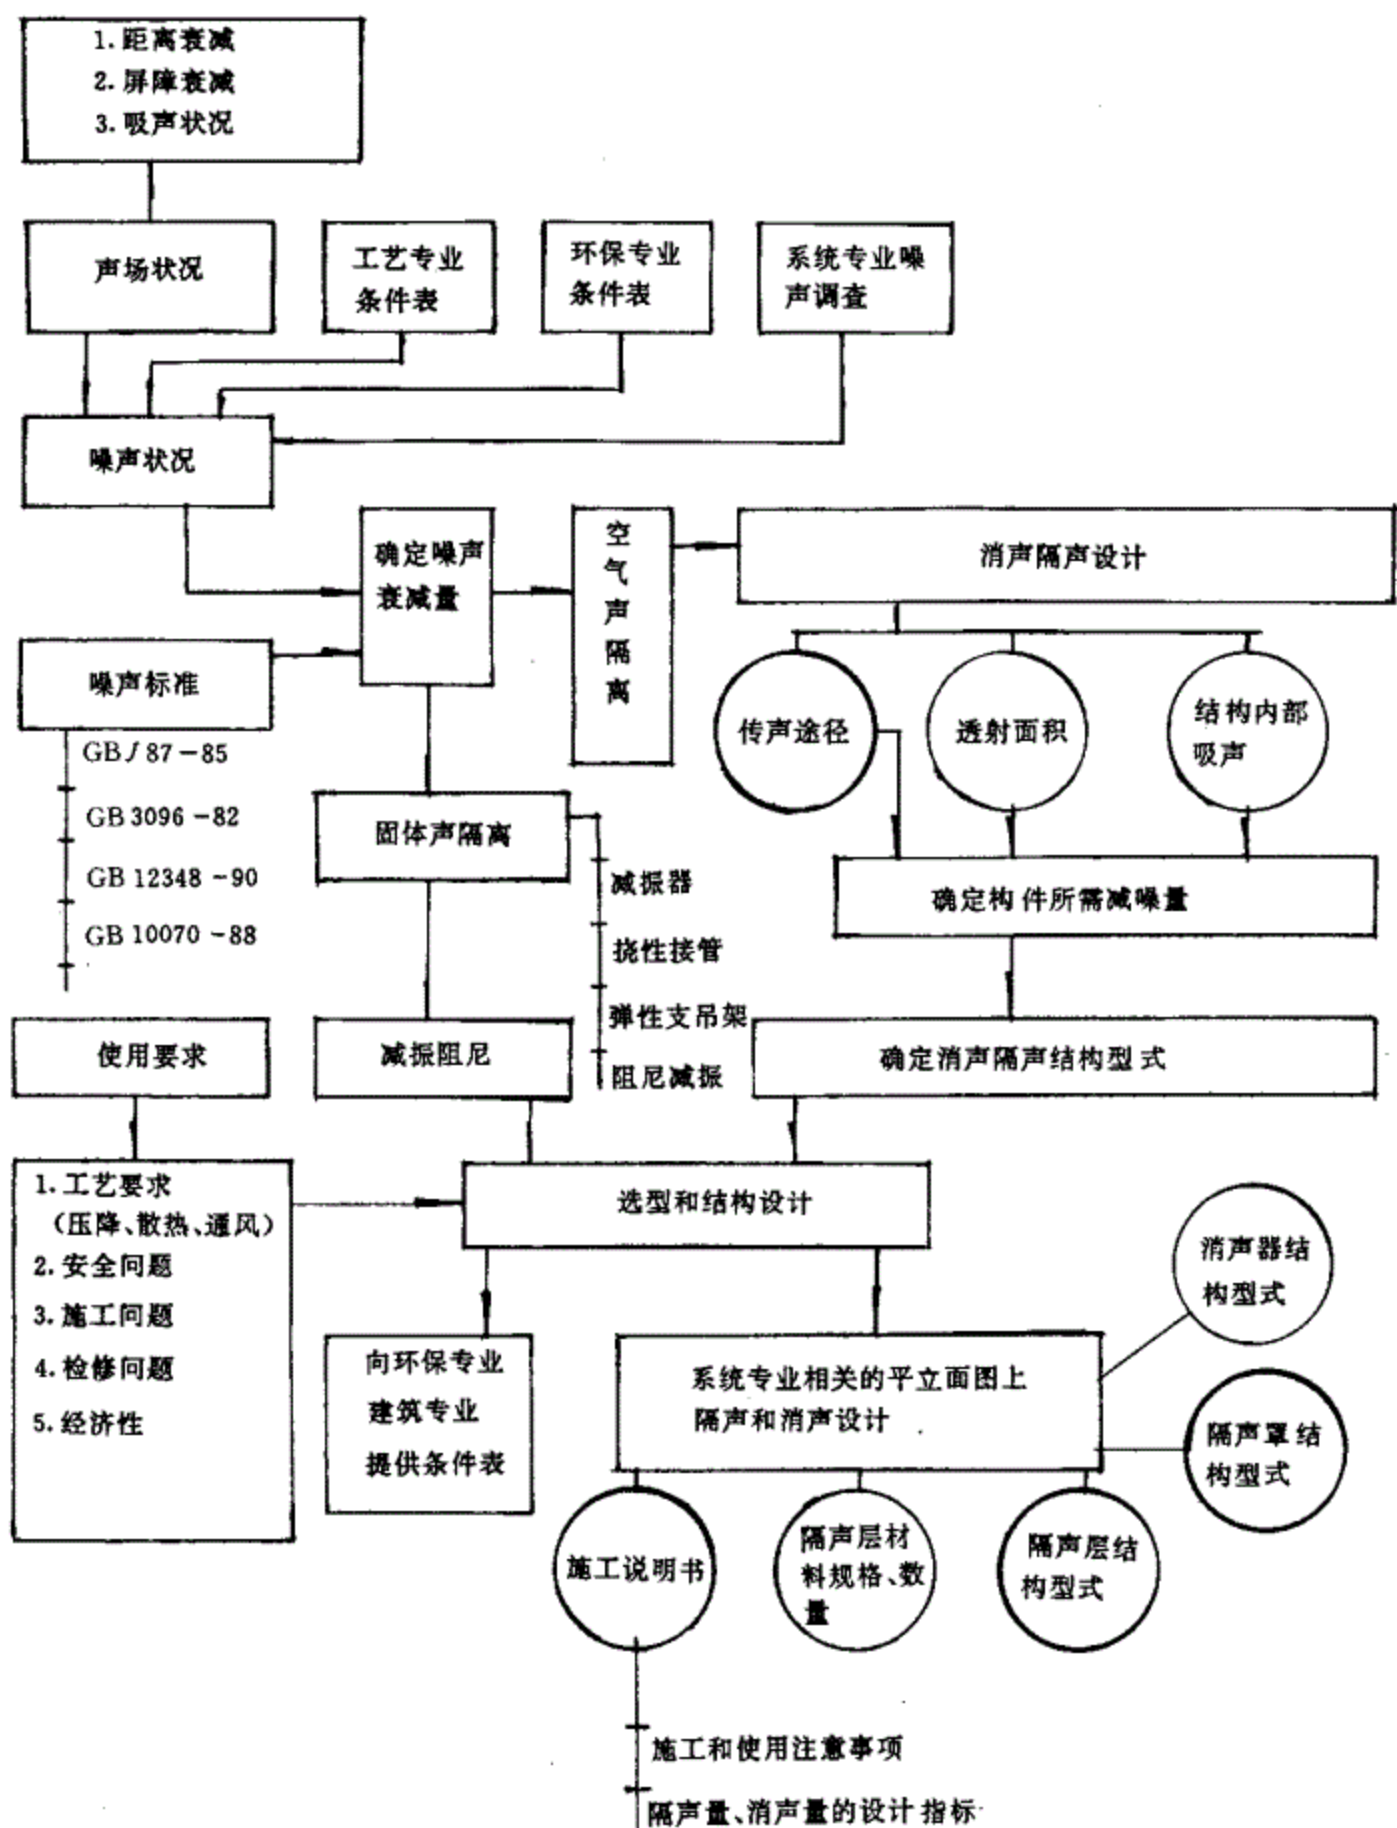 1.距离衰减
2.屏障衰减
3.吸声状况
声场状况
工艺专业
条件表
环保专业
条件表
系统专业噪
声调查
噪声状况
确定噪声
衰减量
空
气
声
隔
离
消声隔声设计
噪声标准
GBJ87-85
GB3096-82
GB12348-90
GB10070-88
传声途径
透射面积
结构内部
吸声
固体声隔离
减振器
挠性接管
弹性支吊架
阻尼减振
确定构件所需减噪量
使用要求
减振阻尼
确定消声隔声结构型式
1.工艺要求
(压降、散热、通风)
2.安全问题
3.施工问题
4.检修问题
5.经济性
选型和结构设计
向环保专业
建筑专业
提供条件表
系统专业相关的平立面图上
隔声和消声设计
消声器结
构型式
隔声罩结
构型式
施工说明书
隔声层材
料规格、数
量
隔声层结
构型式
施工和使用注意事项
隔声量、消声量的设计指标